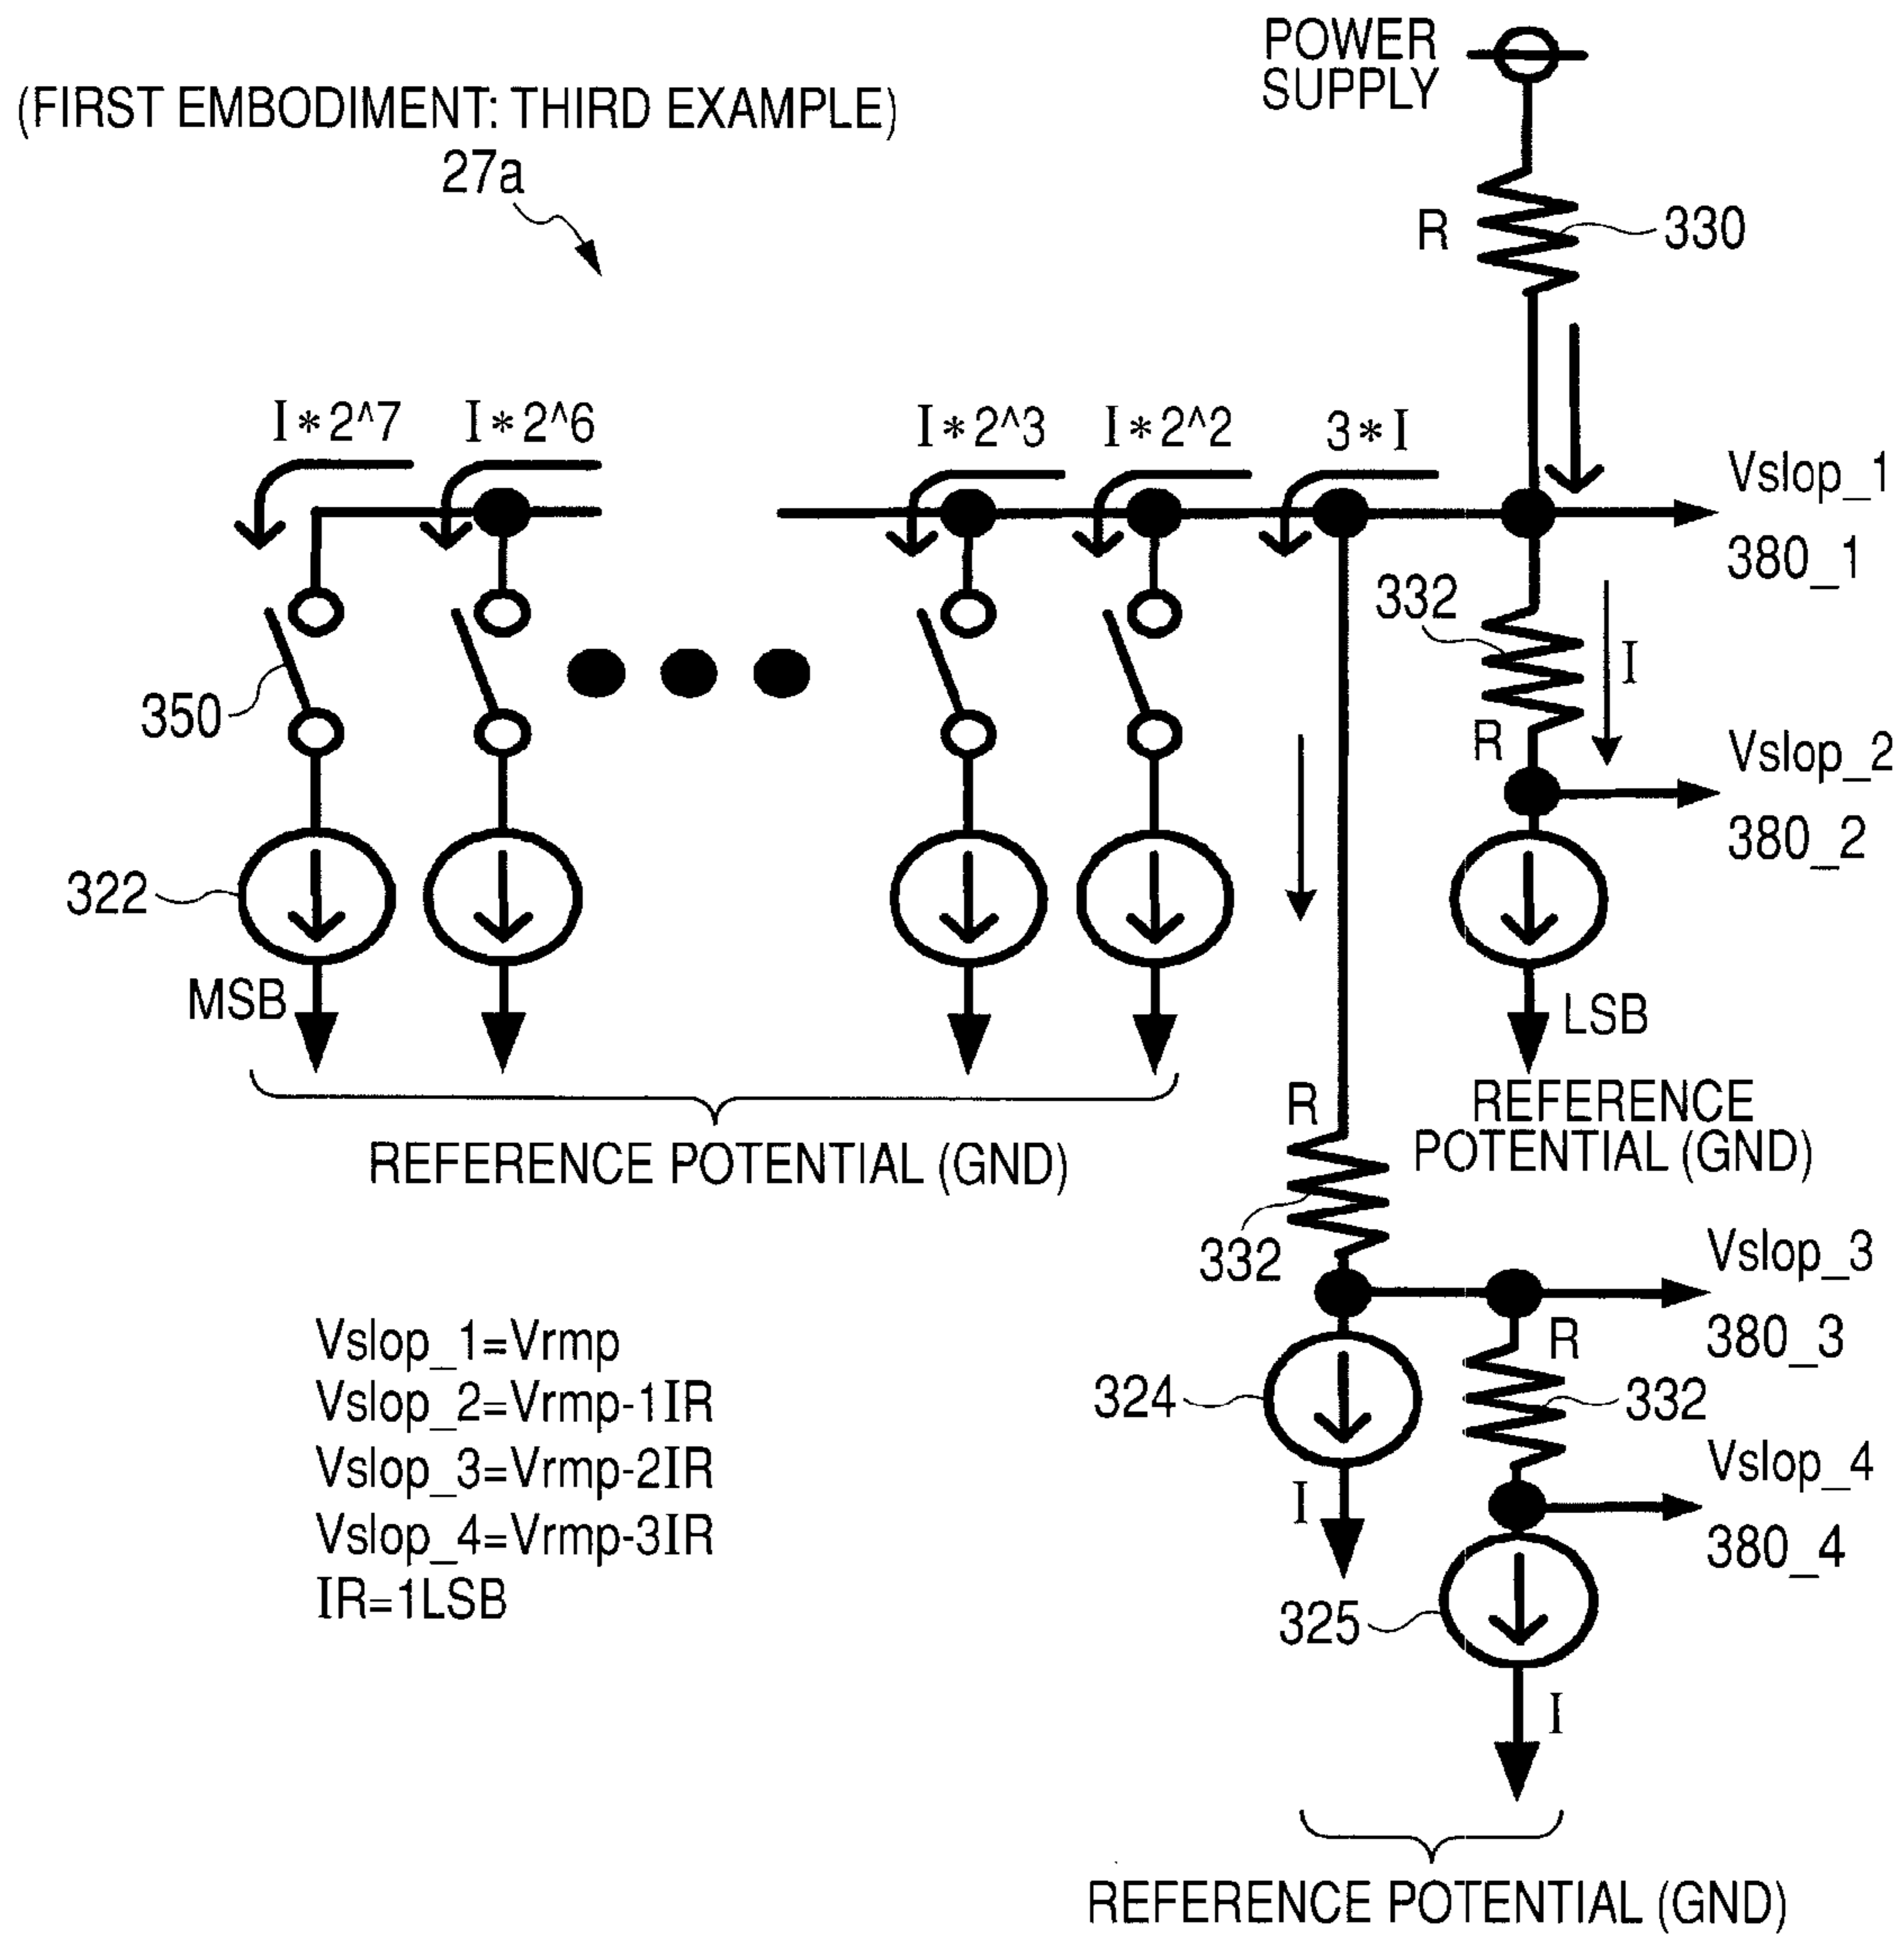 POWER
SUPPLY
(FIRST EMBODIMENT: THIRD EXAMPLE)
27a
R
330
I*2^7
I*2^6
I*2^3
I*2^2
3*I
Vslop_1
380_1
332
I
350
R
Vslop_2
380_2
322
MSB
LSB
REFERENCE POTENTIAL (GND)
REFERENCE
POTENTIAL (GND)
R
332
Vslop_3
380_3
R
324
332
I
Vslop_4
380_4
325
I
Vslop_1=Vrmp
Vslop_2=Vrmp-1IR
Vslop_3=Vrmp-2IR
Vslop_4=Vrmp-3IR
IR=1LSB
REFERENCE POTENTIAL (GND)